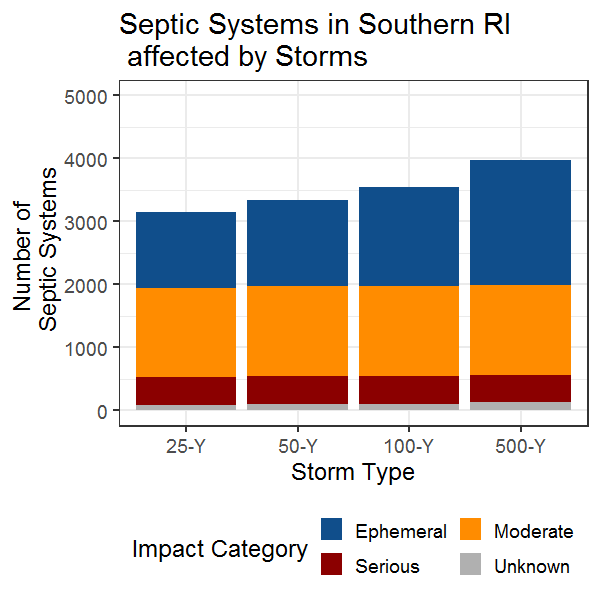 Septic Systems in Southern RI
affected by Storms
Number of
Septic Systems
5000
4000
3000
2000
1000
0
25-Y 50-Y 100-Y 500-Y
Storm Type
Impact Category
Ephemeral Moderate
Serious Unknown